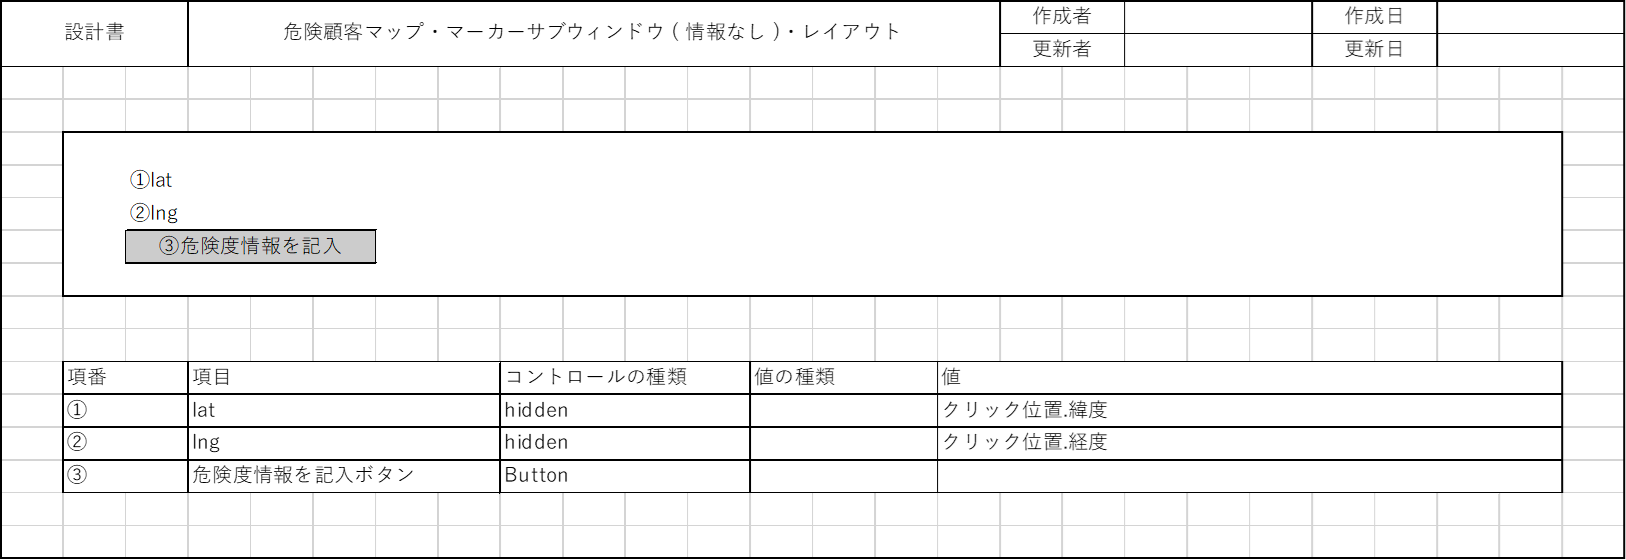 設計書 危険顧客マップ・マーカーサブウィンドウ(情報なし)・レイアウト 作成者 作成日
更新者 更新日
①lat
②lng
③危険度情報を記入
項番 項目 コントロールの種類 値の種類 値
① lat hidden クリック位置.緯度
② lng hidden クリック位置.経度
③ 危険度情報を記入ボタン Button